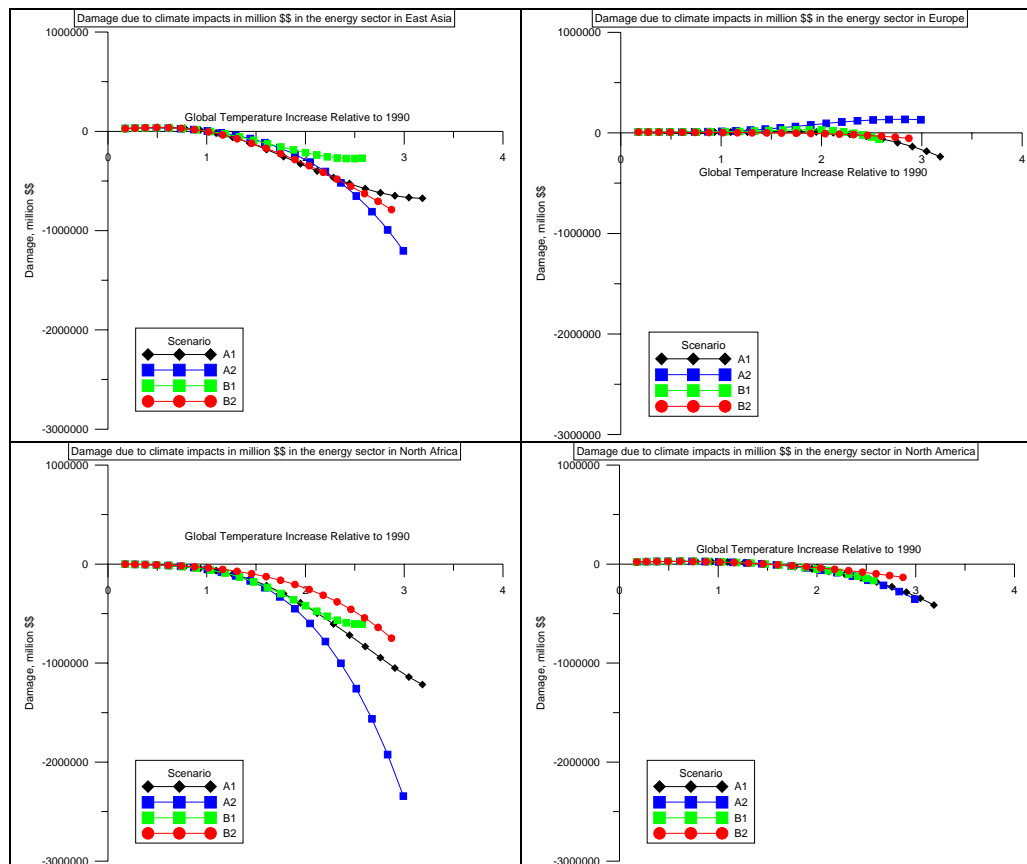 Damage due to climate impacts in million $$ in the energy sector in East Asia
1000000
Global Temperature Increase Relative to 1990
0
0 1 2 3 4
Damage, million $$
-1000000
-2000000
-3000000
Scenario
A1
A2
B1
B2
Damage due to climate impacts in million $$ in the energy sector in Europe
1000000
0
0 1 2 3 4
Global Temperature Increase Relative to 1990
Damage, million $$
-1000000
-2000000
-3000000
Scenario
A1
A2
B1
B2
Damage due to climate impacts in million $$ in the energy sector in North Africa
1000000
Global Temperature Increase Relative to 1990
0
0 1 2 3 4
Damage, million $$
-1000000
-2000000
-3000000
Scenario
A1
A2
B1
B2
Damage due to climate impacts in million $$ in the energy sector in North America
1000000
Global Temperature Increase Relative to 1990
0
0 1 2 3 4
Damage, million $$
-1000000
-2000000
-3000000
Scenario
A1
A2
B1
B2